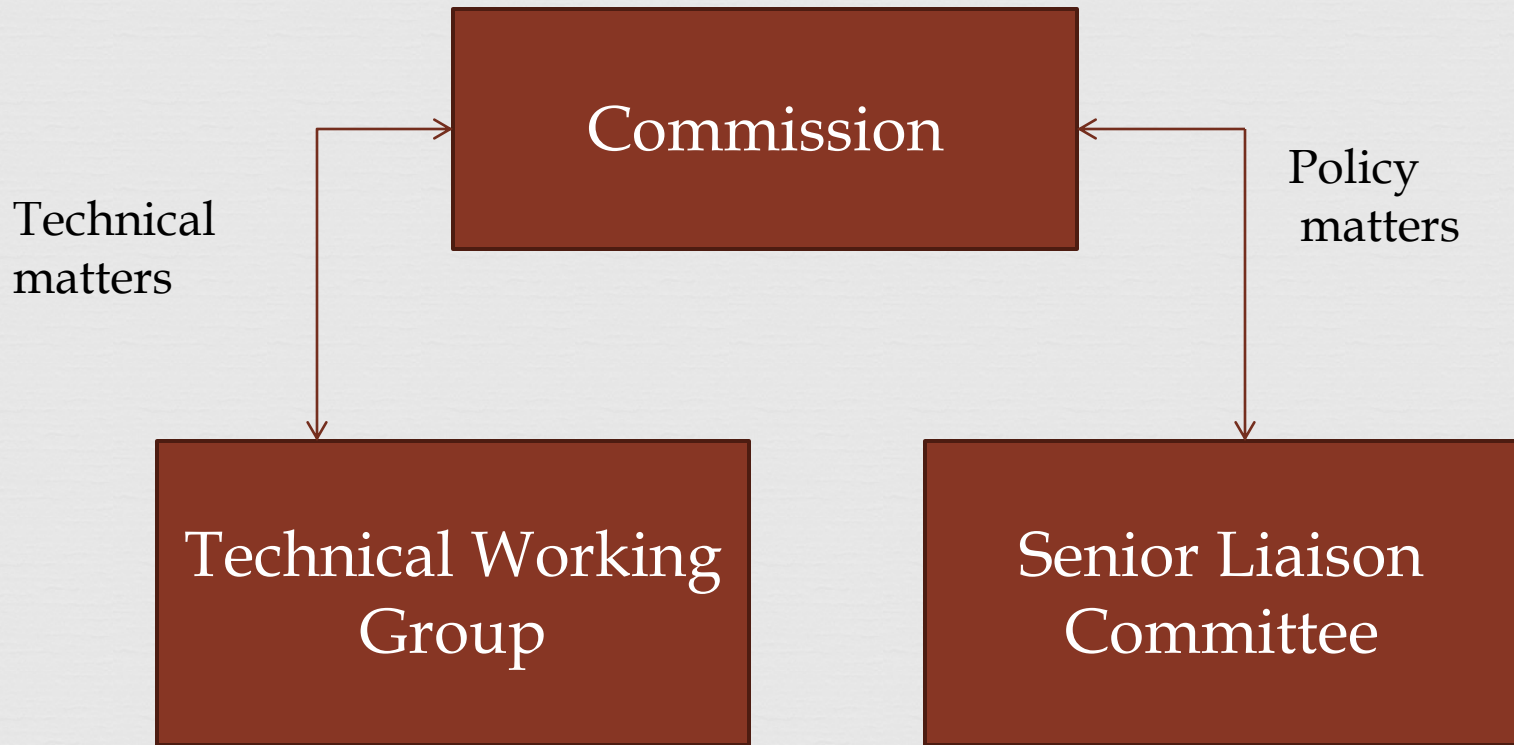 Commission
Technical
matters
Policy
matters
Technical Working
Group
Senior Liaison
Committee